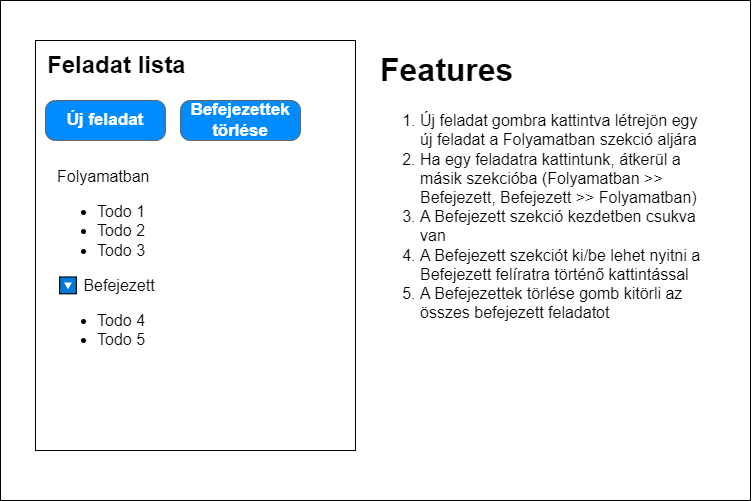 Feladat lista
Új feladat
Befejezettek
törlése
Folyamatban
Todo 1
Todo 2
Todo 3
Befejezett
Todo 4
Todo 5
Features
1. Új feladat gombra kattintva létrejön egy
új feladat a Folyamatban szekció aljára
2. Ha egy feladatra kattintunk, átkerül a
másik szekcióba (Folyamatban >>
Befejezett, Befejezett >> Folyamatban)
3. A Befejezett szekció kezdetben csukva
van
4. A Befejezett szekciót ki/be lehet nyitni a
Befejezett felíratra történő kattintással
5. A Befejezettek törlése gomb kitörli az
összes befejezett feladatot